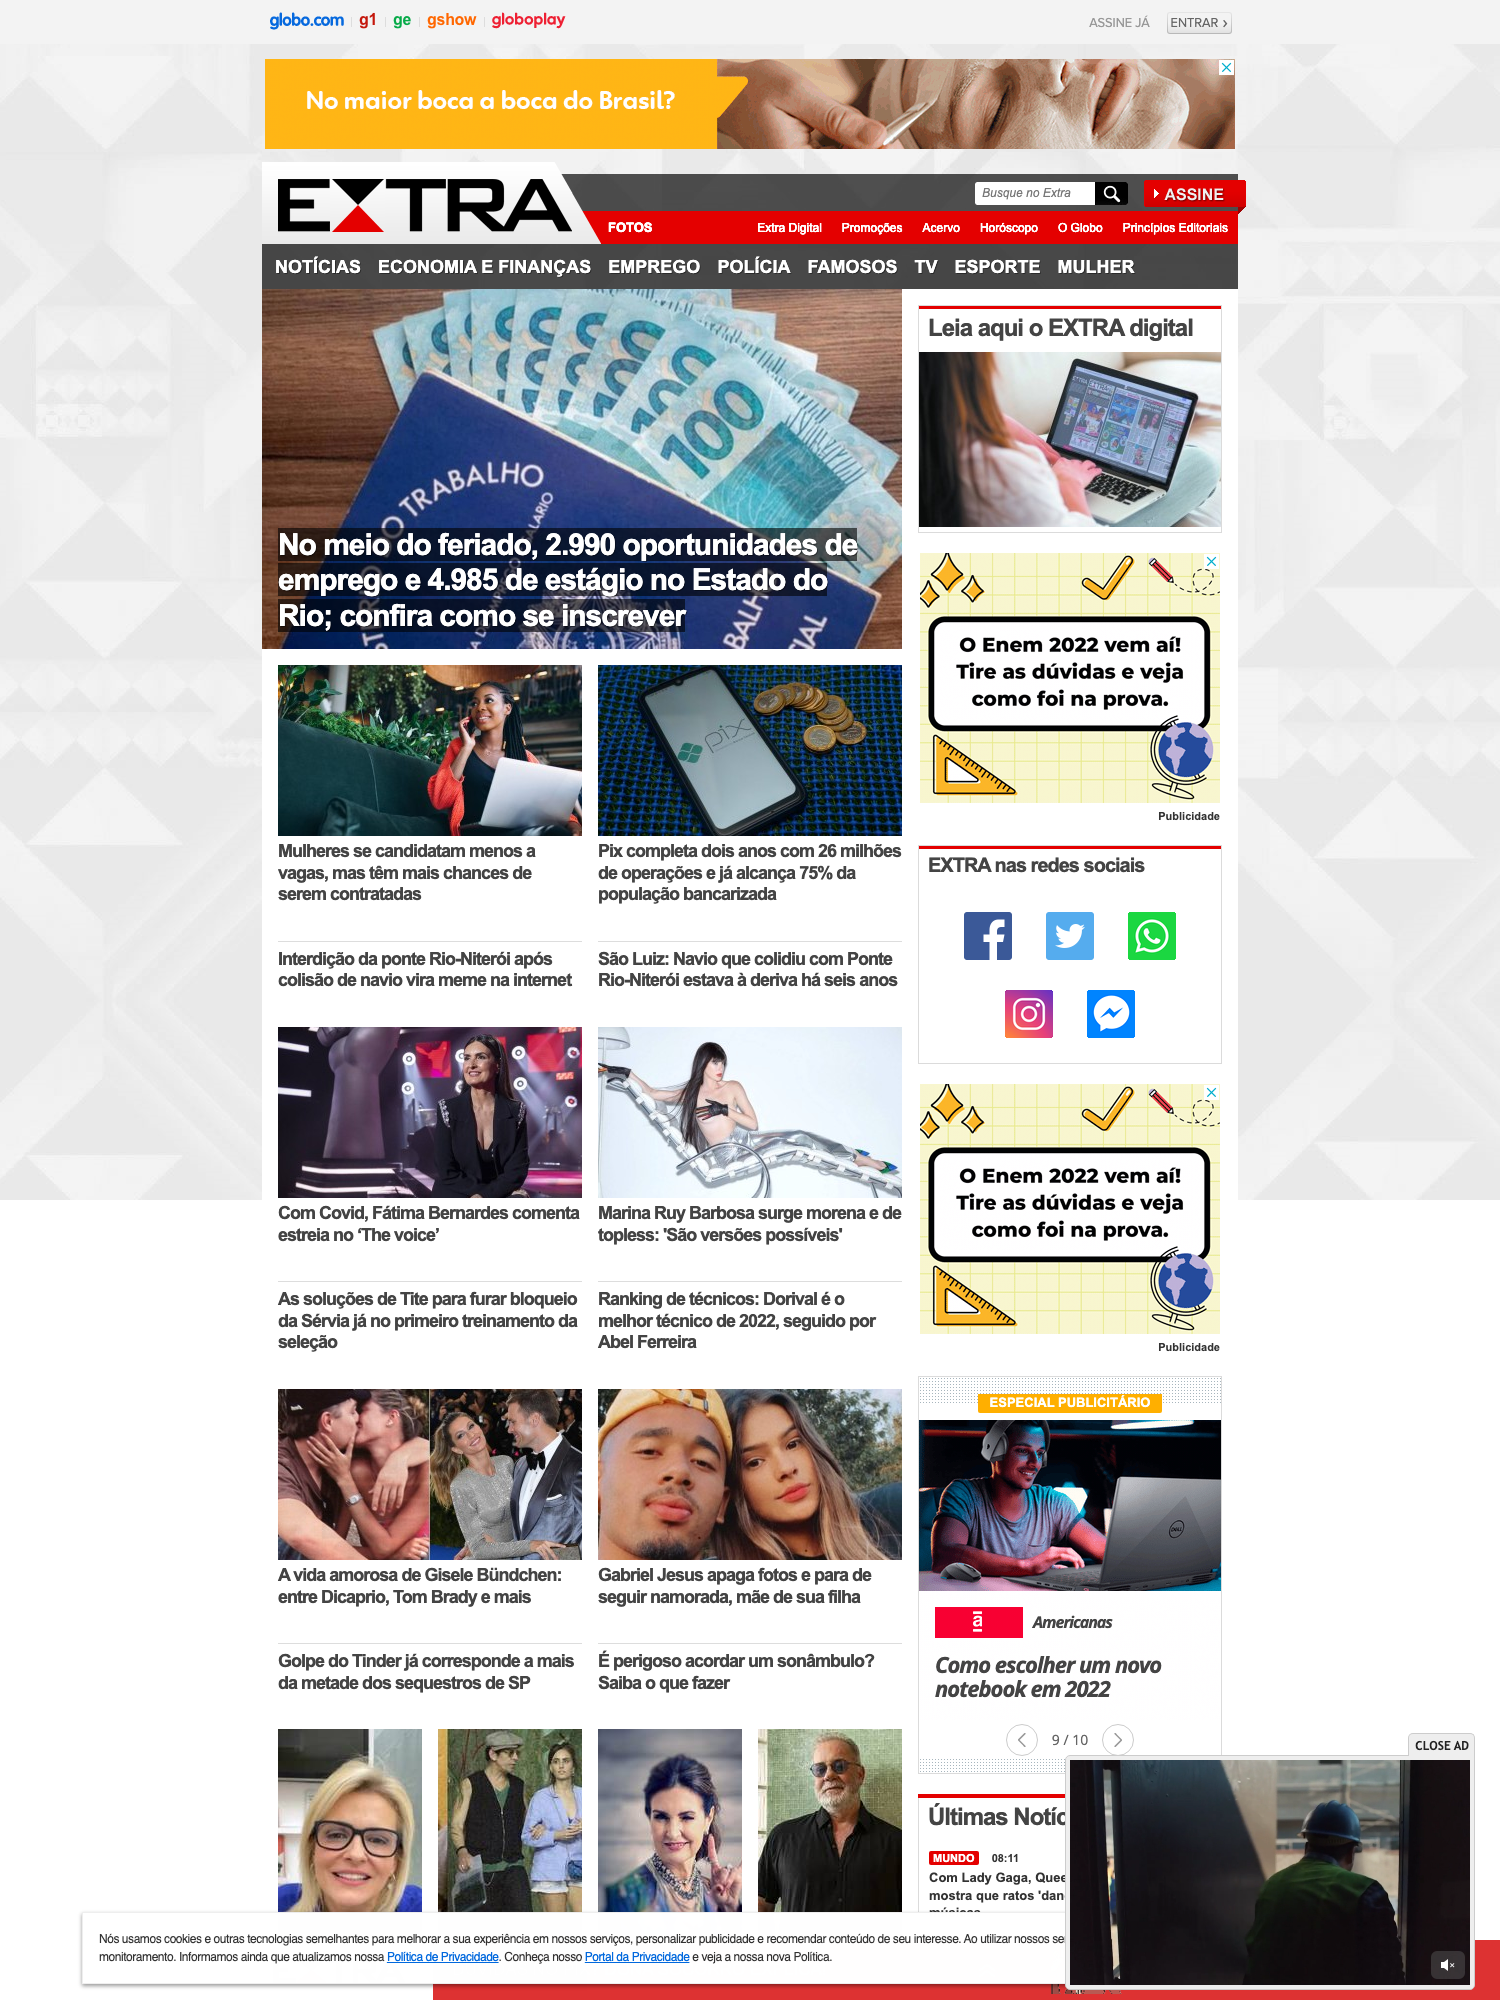 globo.com g1 ge gshow globoplay
ASSINE JÁ ENTRAR ›
No maior boca a boca do Brasil?
EXTRA
Busque no Extra
ASSINE
FOTOS
Extra Digital Promoções Acervo Horóscopo O Globo Princípios Editoriais
NOTÍCIAS ECONOMIA E FINANÇAS EMPREGO POLÍCIA FAMOSOS TV ESPORTE MULHER
O TRABALHO
100
No meio do feriado, 2.990 oportunidades de
emprego e 4.985 de estágio no Estado do
Rio; confira como se inscrever
Leia aqui o EXTRA digital
O Enem 2022 vem aí!
Tire as dúvidas e veja
como foi na prova.
Publicidade
pix
Mulheres se candidatam menos a
vagas, mas têm mais chances de
serem contratadas
Pix completa dois anos com 26 milhões
de operações e já alcança 75% da
população bancarizada
Interdição da ponte Rio-Niterói após
colisão de navio vira meme na internet
São Luiz: Navio que colidiu com Ponte
Rio-Niterói estava à deriva há seis anos
EXTRA nas redes sociais
Com Covid, Fátima Bernardes comenta
estreia no ‘The voice’
Marina Ruy Barbosa surge morena e de
topless: 'São versões possíveis'
As soluções de Tite para furar bloqueio
da Sérvia já no primeiro treinamento da
seleção
Ranking de técnicos: Dorival é o
melhor técnico de 2022, seguido por
Abel Ferreira
O Enem 2022 vem aí!
Tire as dúvidas e veja
como foi na prova.
Publicidade
A vida amorosa de Gisele Bündchen:
entre Dicaprio, Tom Brady e mais
Gabriel Jesus apaga fotos e para de
seguir namorada, mãe de sua filha
Golpe do Tinder já corresponde a mais
da metade dos sequestros de SP
É perigoso acordar um sonâmbulo?
Saiba o que fazer
ESPECIAL PUBLICITÁRIO
DELL
a
Americanas
Como escolher um novo
notebook em 2022
9 / 10
CLOSE AD
Últimas Notíc
MUNDO 08:11
Com Lady Gaga, Quee
mostra que ratos 'dan
Nós usamos cookies e outras tecnologias semelhantes para melhorar a sua experiência em nossos serviços, personalizar publicidade e recomendar conteúdo de seu interesse. Ao utilizar nossos se
monitoramento. Informamos ainda que atualizamos nossa Política de Privacidade. Conheça nosso Portal da Privacidade e veja a nossa nova Política.